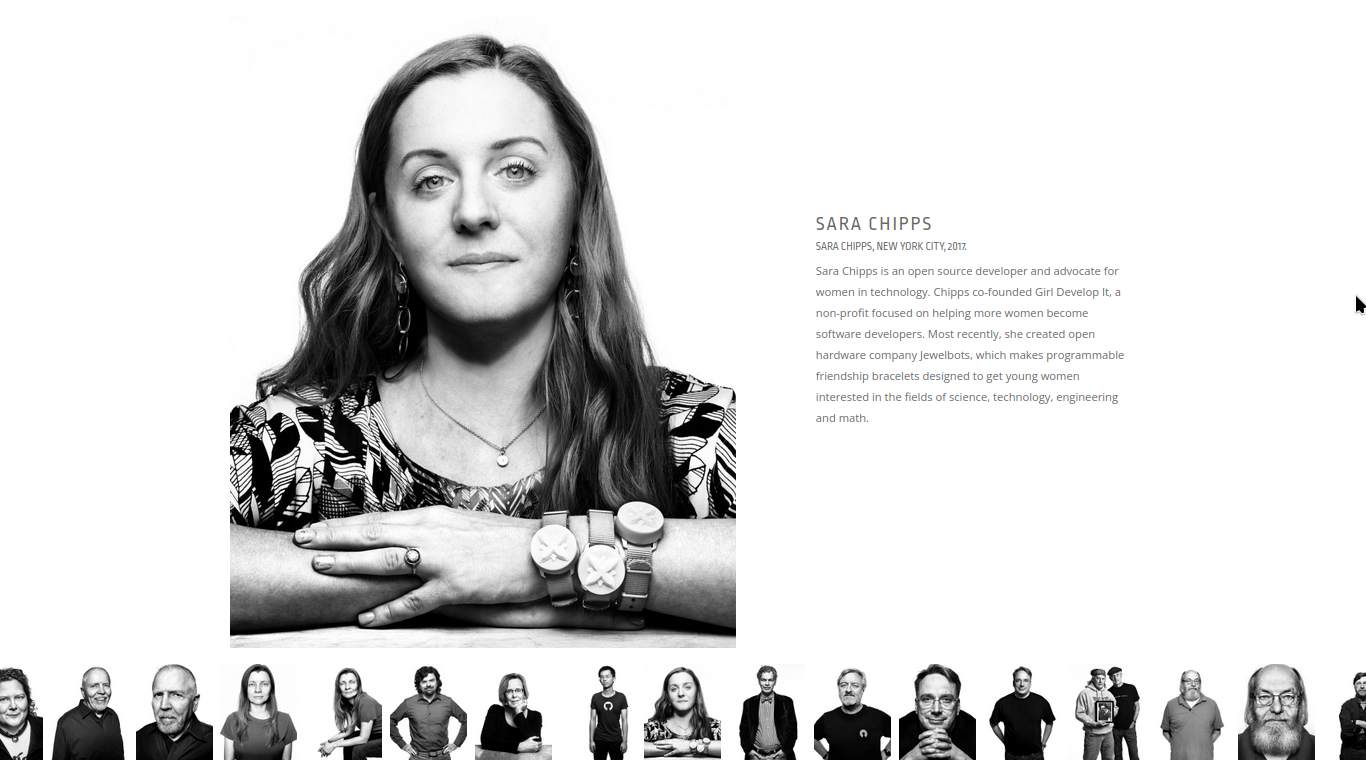 SARA CHIPPS
SARA CHIPPS, NEW YORK CITY, 2017.
Sara Chipps is an open source developer and advocate for
women in technology. Chipps co-founded Girl Develop It, a
non-profit focused on helping more women become
software developers. Most recently, she created open
hardware company Jewelbots, which makes programmable
friendship bracelets designed to get young women
interested in the fields of science, technology, engineering
and math.